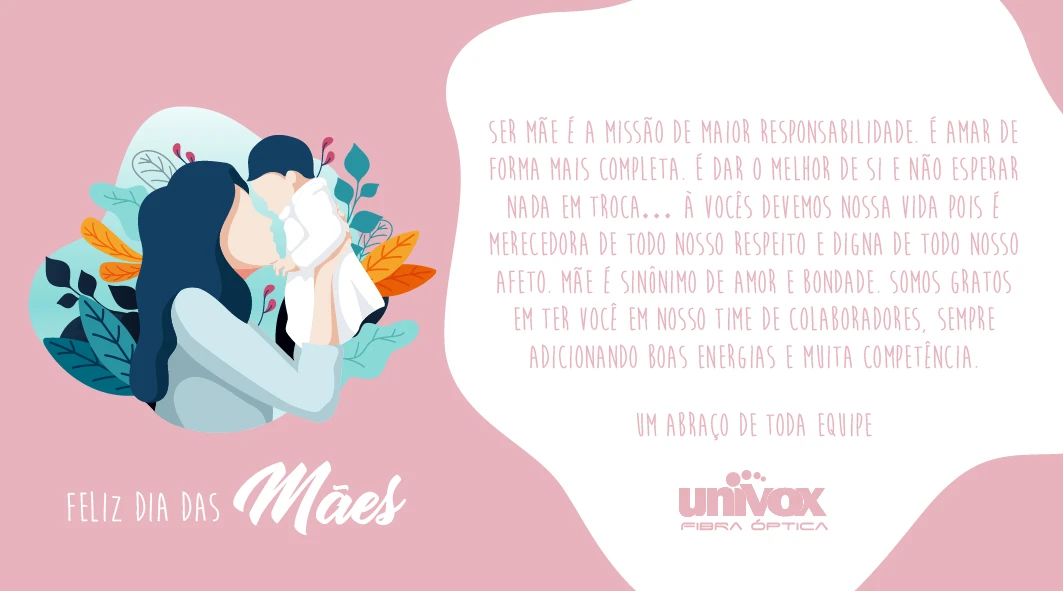 SER MÃE É A MISSÃO DE MAIOR RESPONSABILIDADE. É AMAR DE
FORMA MAIS COMPLETA. É DAR O MELHOR DE SI E NÃO ESPERAR
NADA EM TROCA... À VOCÊS DEVEMOS NOSSA VIDA POIS É
MERECEDORA DE TODO NOSSO RESPEITO E DIGNA DE TODO NOSSO
AFETO. MÃE É SINÔNIMO DE AMOR E BONDADE. SOMOS GRATOS
EM TER VOCÊ EM NOSSO TIME DE COLABORADORES, SEMPRE
ADICIONANDO BOAS ENERGIAS E MUITA COMPETÊNCIA.
UM ABRAÇO DE TODA EQUIPE
FELIZ DIA DAS Mães
univox
FIBRA ÓPTICA